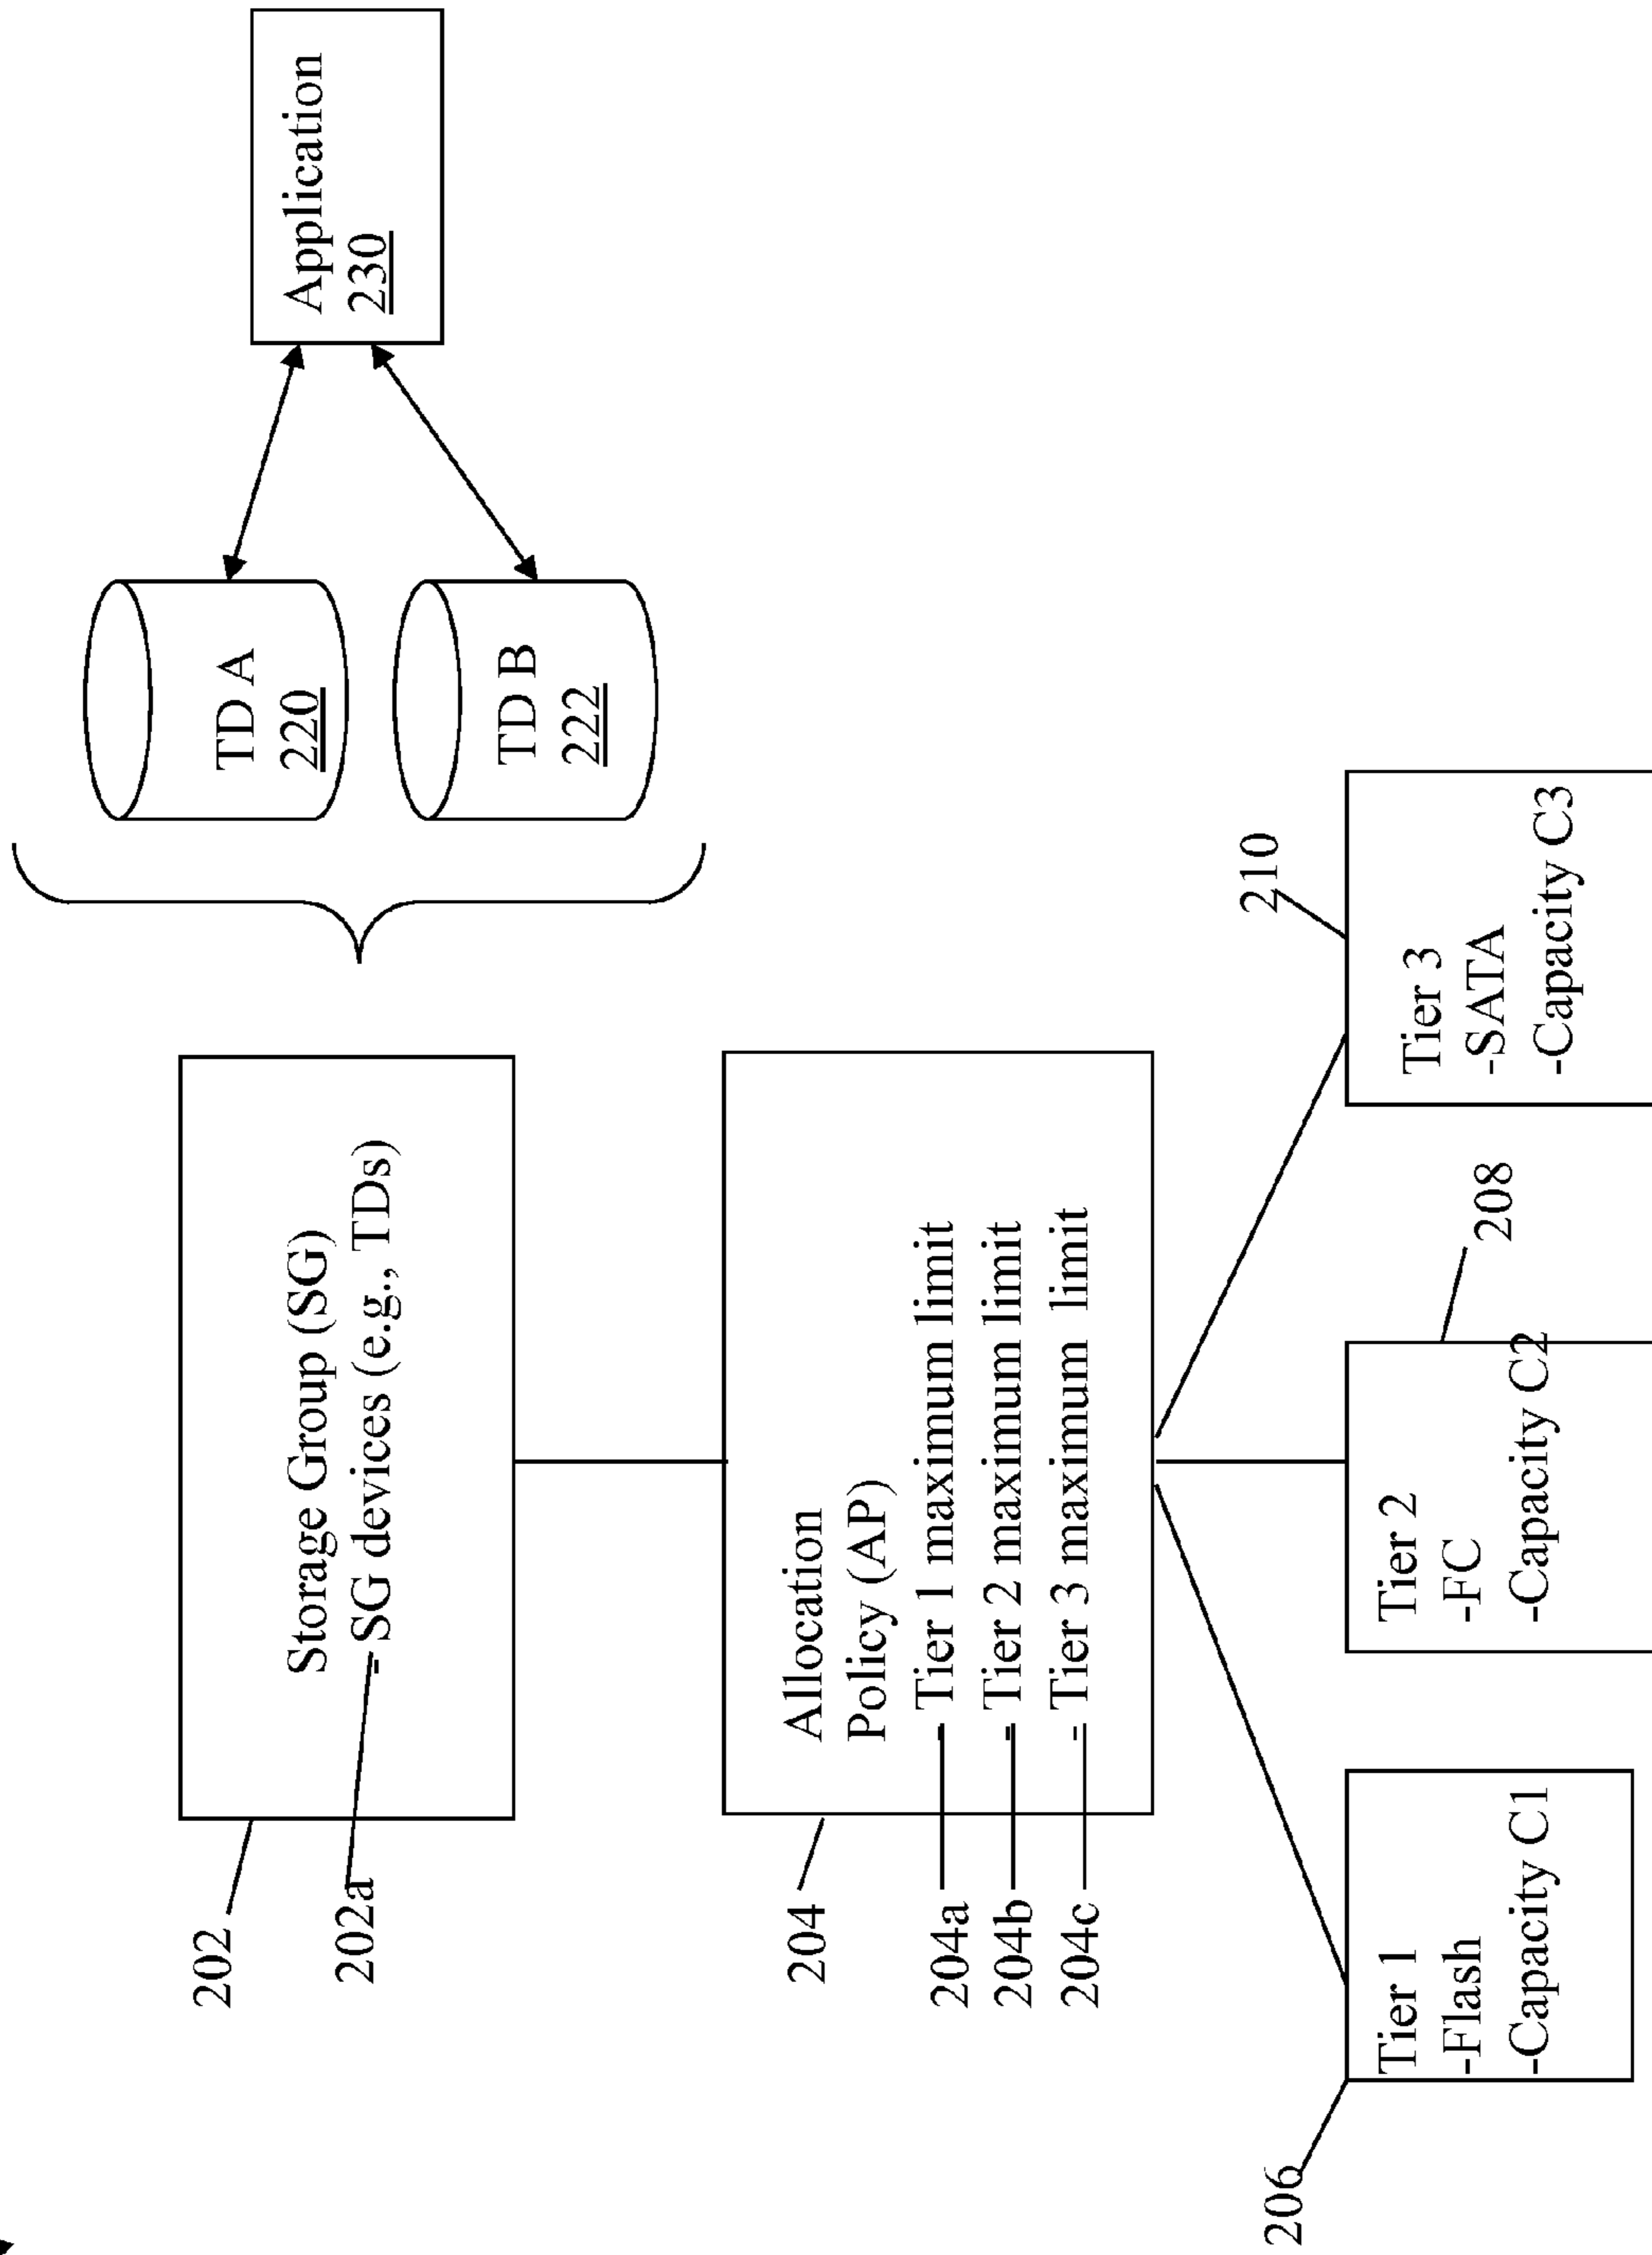 202
Storage Group (SG)
202a
- SG devices (e.g., TDs)
TD A
220
TD B
222
Application
230
204
Allocation
Policy (AP)
204a
- Tier 1 maximum limit
204b
- Tier 2 maximum limit
204c
- Tier 3 maximum limit
206
Tier 1
-Flash
-Capacity C1
208
Tier 2
-FC
-Capacity C2
210
Tier 3
-SATA
-Capacity C3